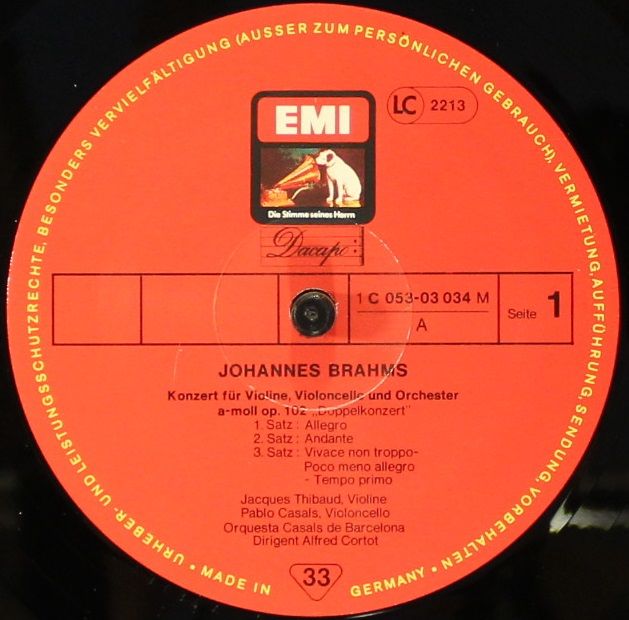 URHEBER- UND LEISTUNGSSCHUTZRECHTE, BESONDERS VERVIELFÄLTIGUNG (AUSSER ZUM PERSÖNLICHEN GEBRAUCH), VERMIETUNG, AUFFÜHRUNG, SENDUNG, VORBEHALTEN •
EMI
LC 2213
Die Stimme seines Herrn
Dacapo
1 C 053-03 034 M
A
Seite 1
JOHANNES BRAHMS
Konzert für Violine, Violoncello und Orchester
a-moll op. 102 „Doppelkonzert"
1. Satz : Allegro
2. Satz : Andante
3. Satz : Vivace non troppo-
Poco meno allegro
- Tempo primo
Jacques Thibaud, Violine
Pablo Casals, Violoncello
Orquesta Casals de Barcelona
Dirigent Alfred Cortot
33
• MADE IN GERMANY •